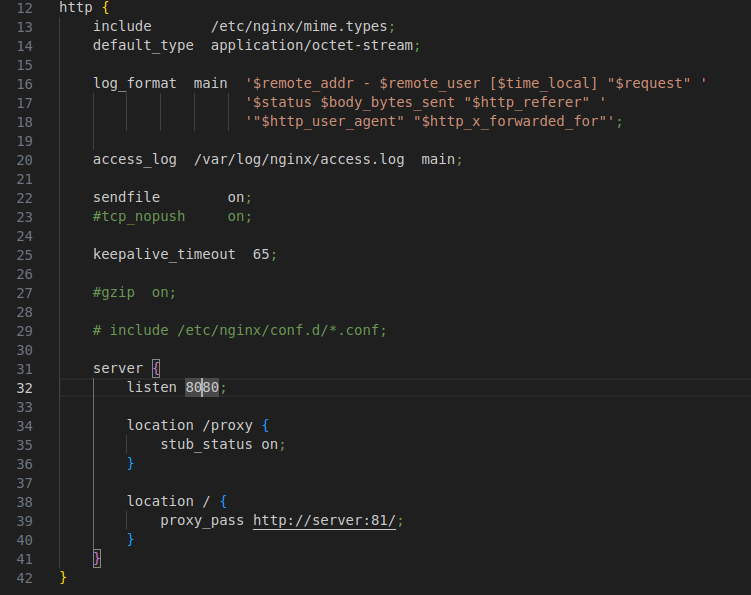 12 http {
13 include /etc/nginx/mime.types;
14 default_type application/octet-stream;
15
16 log_format main '$remote_addr - $remote_user [$time_local] "$request" '
17 '$status $body_bytes_sent "$http_referer" '
18 '"$http_user_agent" "$http_x_forwarded_for"';
19
20 access_log /var/log/nginx/access.log main;
21
22 sendfile on;
23 #tcp_nopush on;
24
25 keepalive_timeout 65;
26
27 #gzip on;
28
29 # include /etc/nginx/conf.d/*.conf;
30
31 server {
32 listen 8080;
33
34 location /proxy {
35 stub_status on;
36 }
37
38 location / {
39 proxy_pass http://server:81/;
40 }
41 }
42 }